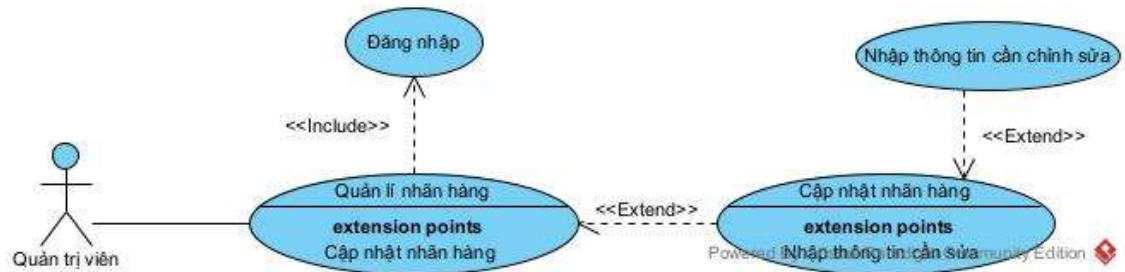 Đăng nhập
Nhập thông tin cần chỉnh sửa
<<Include>>
<<Extend>>
Quản lí nhãn hàng
extension points
Cập nhật nhãn hàng
<<Extend>>
Cập nhật nhãn hàng
extension points
Nhập thông tin cần sửa
Powered Community Edition
Quản trị viên